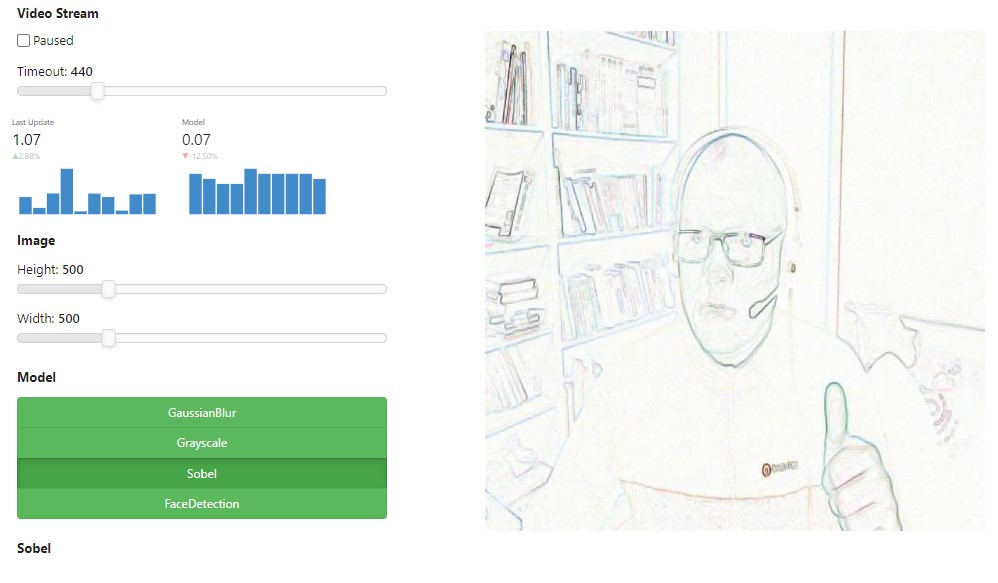 Video Stream
Paused
Timeout: 440
Last Update
1.07
▲2.88%
Model
0.07
▼-12.50%
Image
Height: 500
Width: 500
Model
GaussianBlur
Grayscale
Sobel
FaceDetection
Sobel